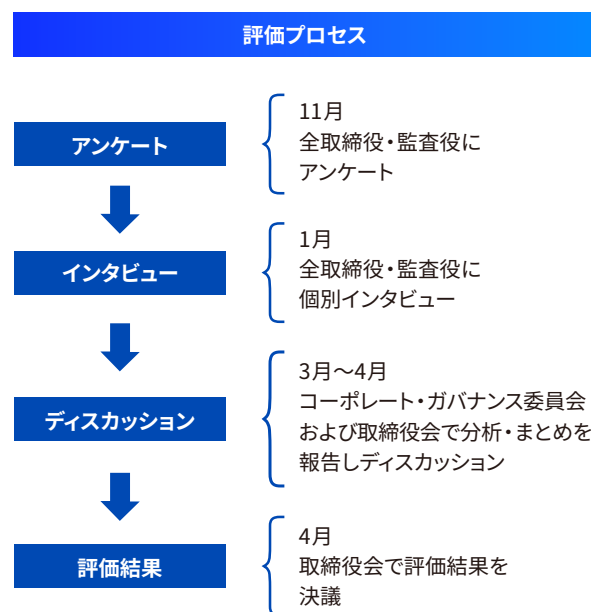 評価プロセス
アンケート
11月
全取締役・監査役に
アンケート
インタビュー
1月
全取締役・監査役に
個別インタビュー
ディスカッション
3月～4月
コーポレート・ガバナンス委員会
および取締役会で分析・まとめを
報告しディスカッション
評価結果
4月
取締役会で評価結果を
決議